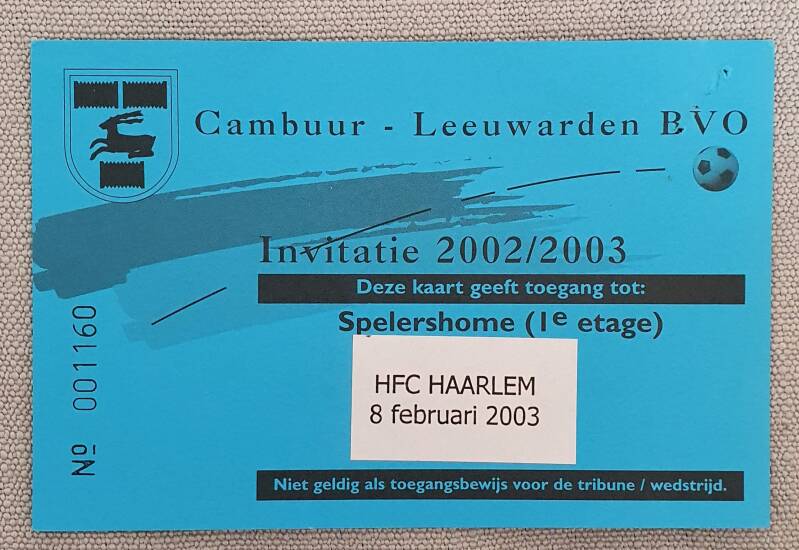 Cambuur - Leeuwarden BVO
Invitatie 2002/2003
Deze kaart geeft toegang tot:
Spelershome (1e etage)
HFC HAARLEM
8 februari 2003
Niet geldig als toegangsbewijs voor de tribune / wedstrijd.
Nº 001160